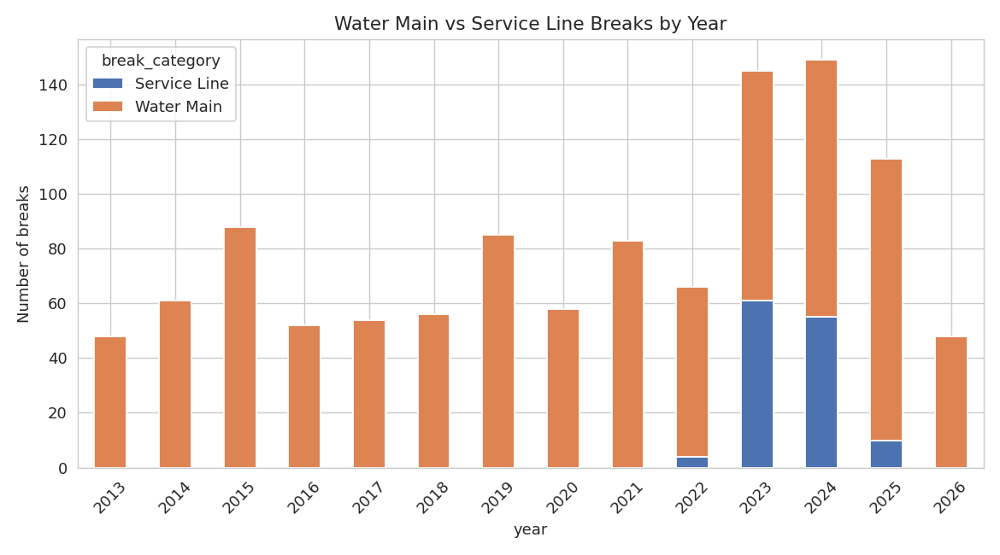 Water Main vs Service Line Breaks by Year
break_category
Service Line
Water Main
Number of breaks
140
120
100
80
60
40
20
0
2013 2014 2015 2016 2017 2018 2019 2020 2021 2022 2023 2024 2025 2026
year